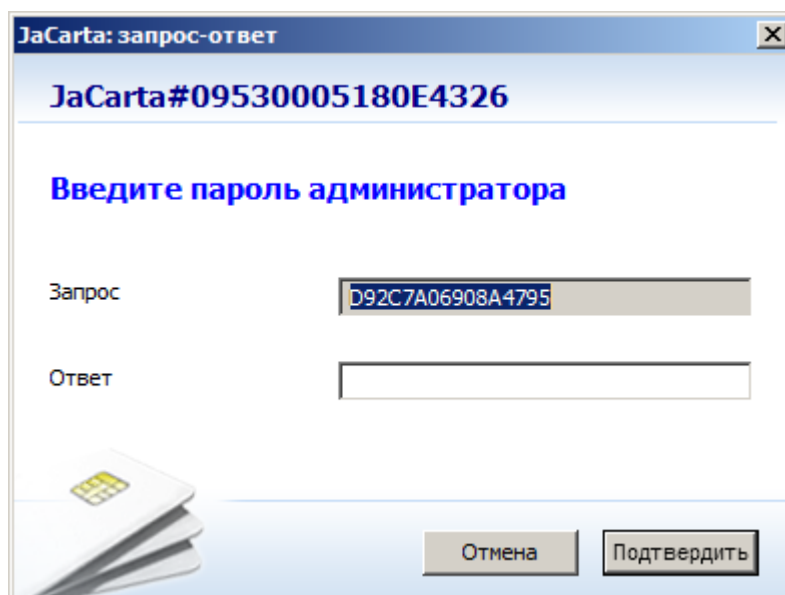 JaCarta: запрос-ответ
JaCarta#09530005180E4326
Введите пароль администратора
Запрос D92C7A06908A4795
Ответ
Отмена Подтвердить